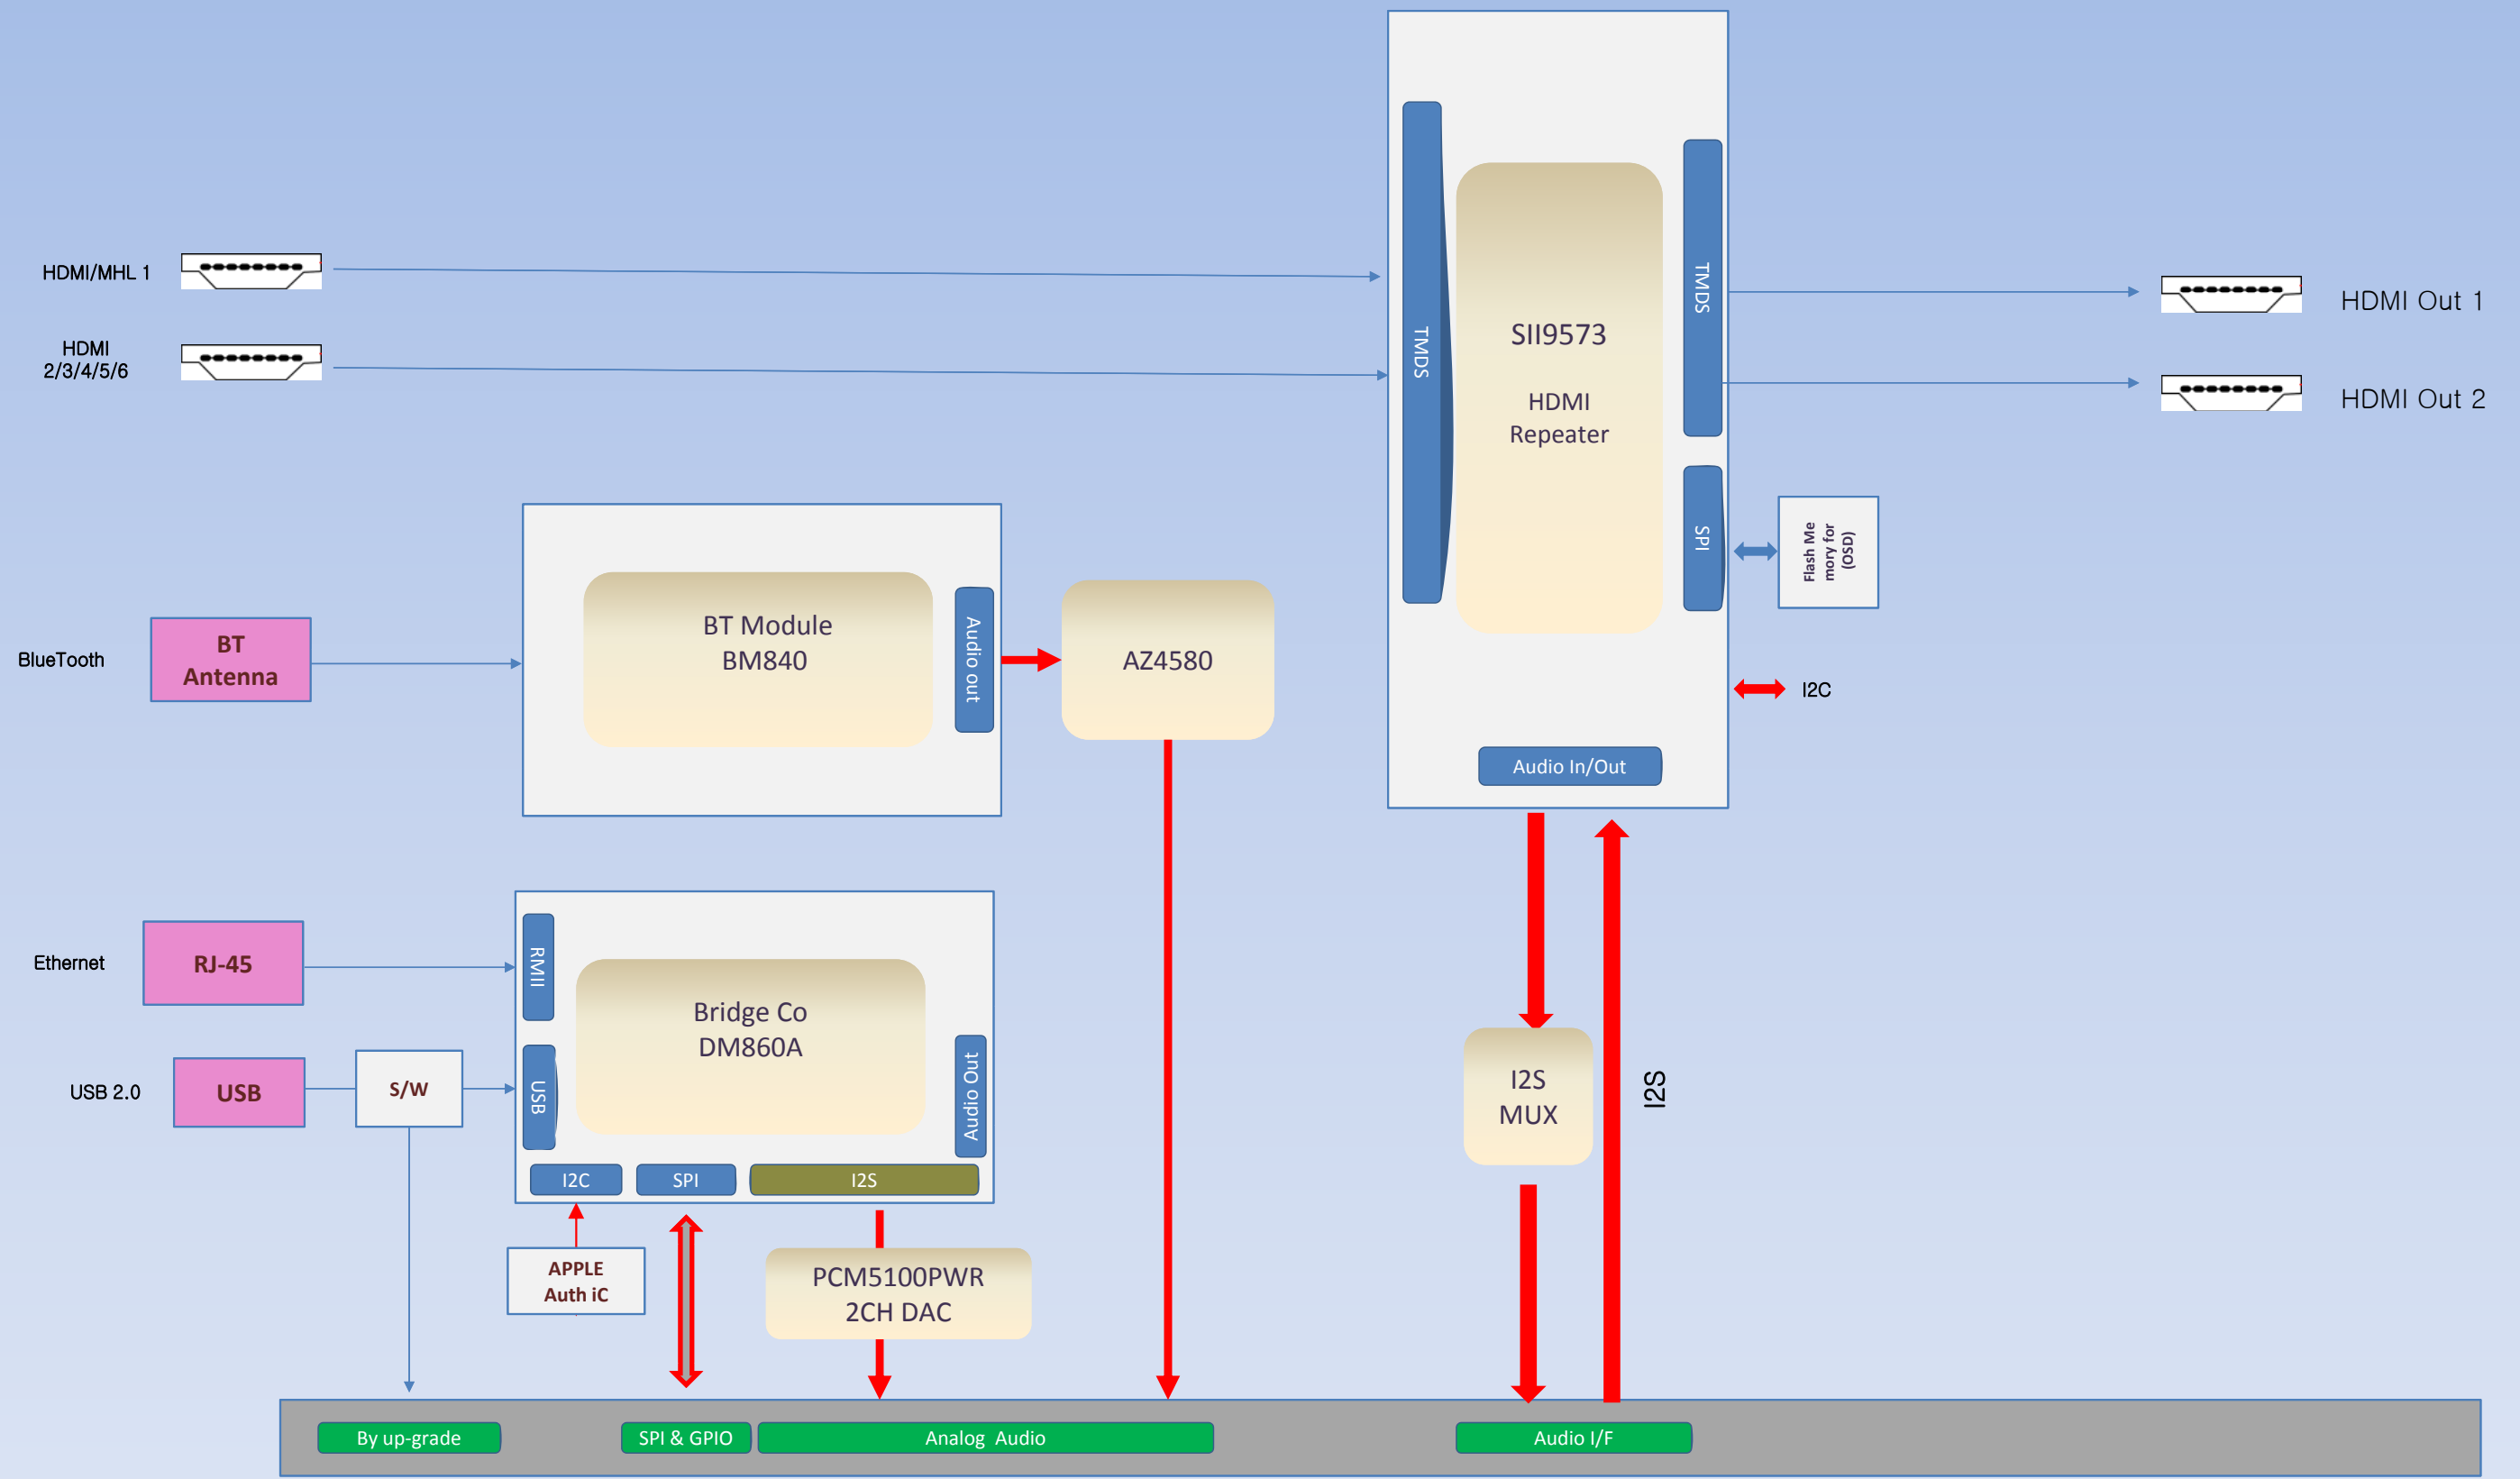 HDMI/MHL 1
HDMI
2/3/4/5/6
TMDS
SII9573
HDMI
Repeater
TMDS
SPI
HDMI Out 1
HDMI Out 2
Flash Me
mory for
(OSD)
I2C
Audio In/Out
BlueTooth
BT
Antenna
BT Module
BM840
Audio out
AZ4580
Ethernet
RJ-45
RMII
Bridge Co
DM860A
USB 2.0
USB
S/W
USB
Audio Out
I2C
SPI
I2S
I2S
MUX
I2S
APPLE
Auth iC
PCM5100PWR
2CH DAC
By up-grade
SPI & GPIO
Analog Audio
Audio I/F